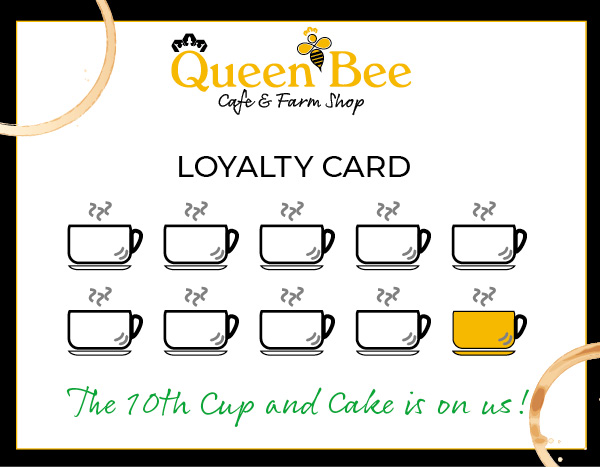 Queen Bee
Cafe & Farm Shop
LOYALTY CARD
The 10th Cup and Cake is on us!